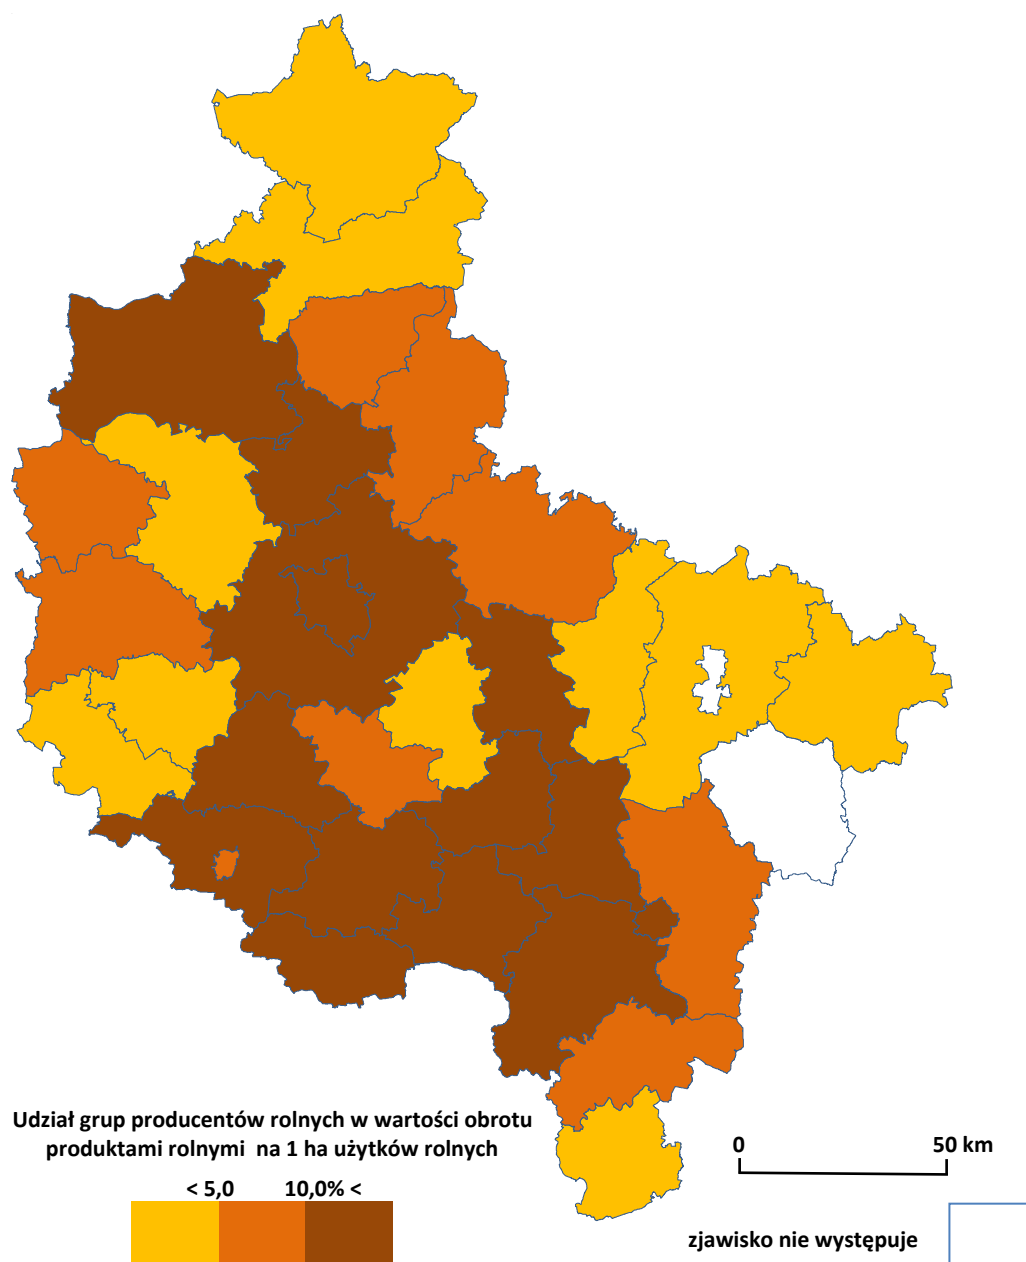 Udział grup producentów rolnych w wartości obrotu
produktami rolnymi na 1 ha użytków rolnych
< 5,0 10,0% <
0 50 km
zjawisko nie występuje